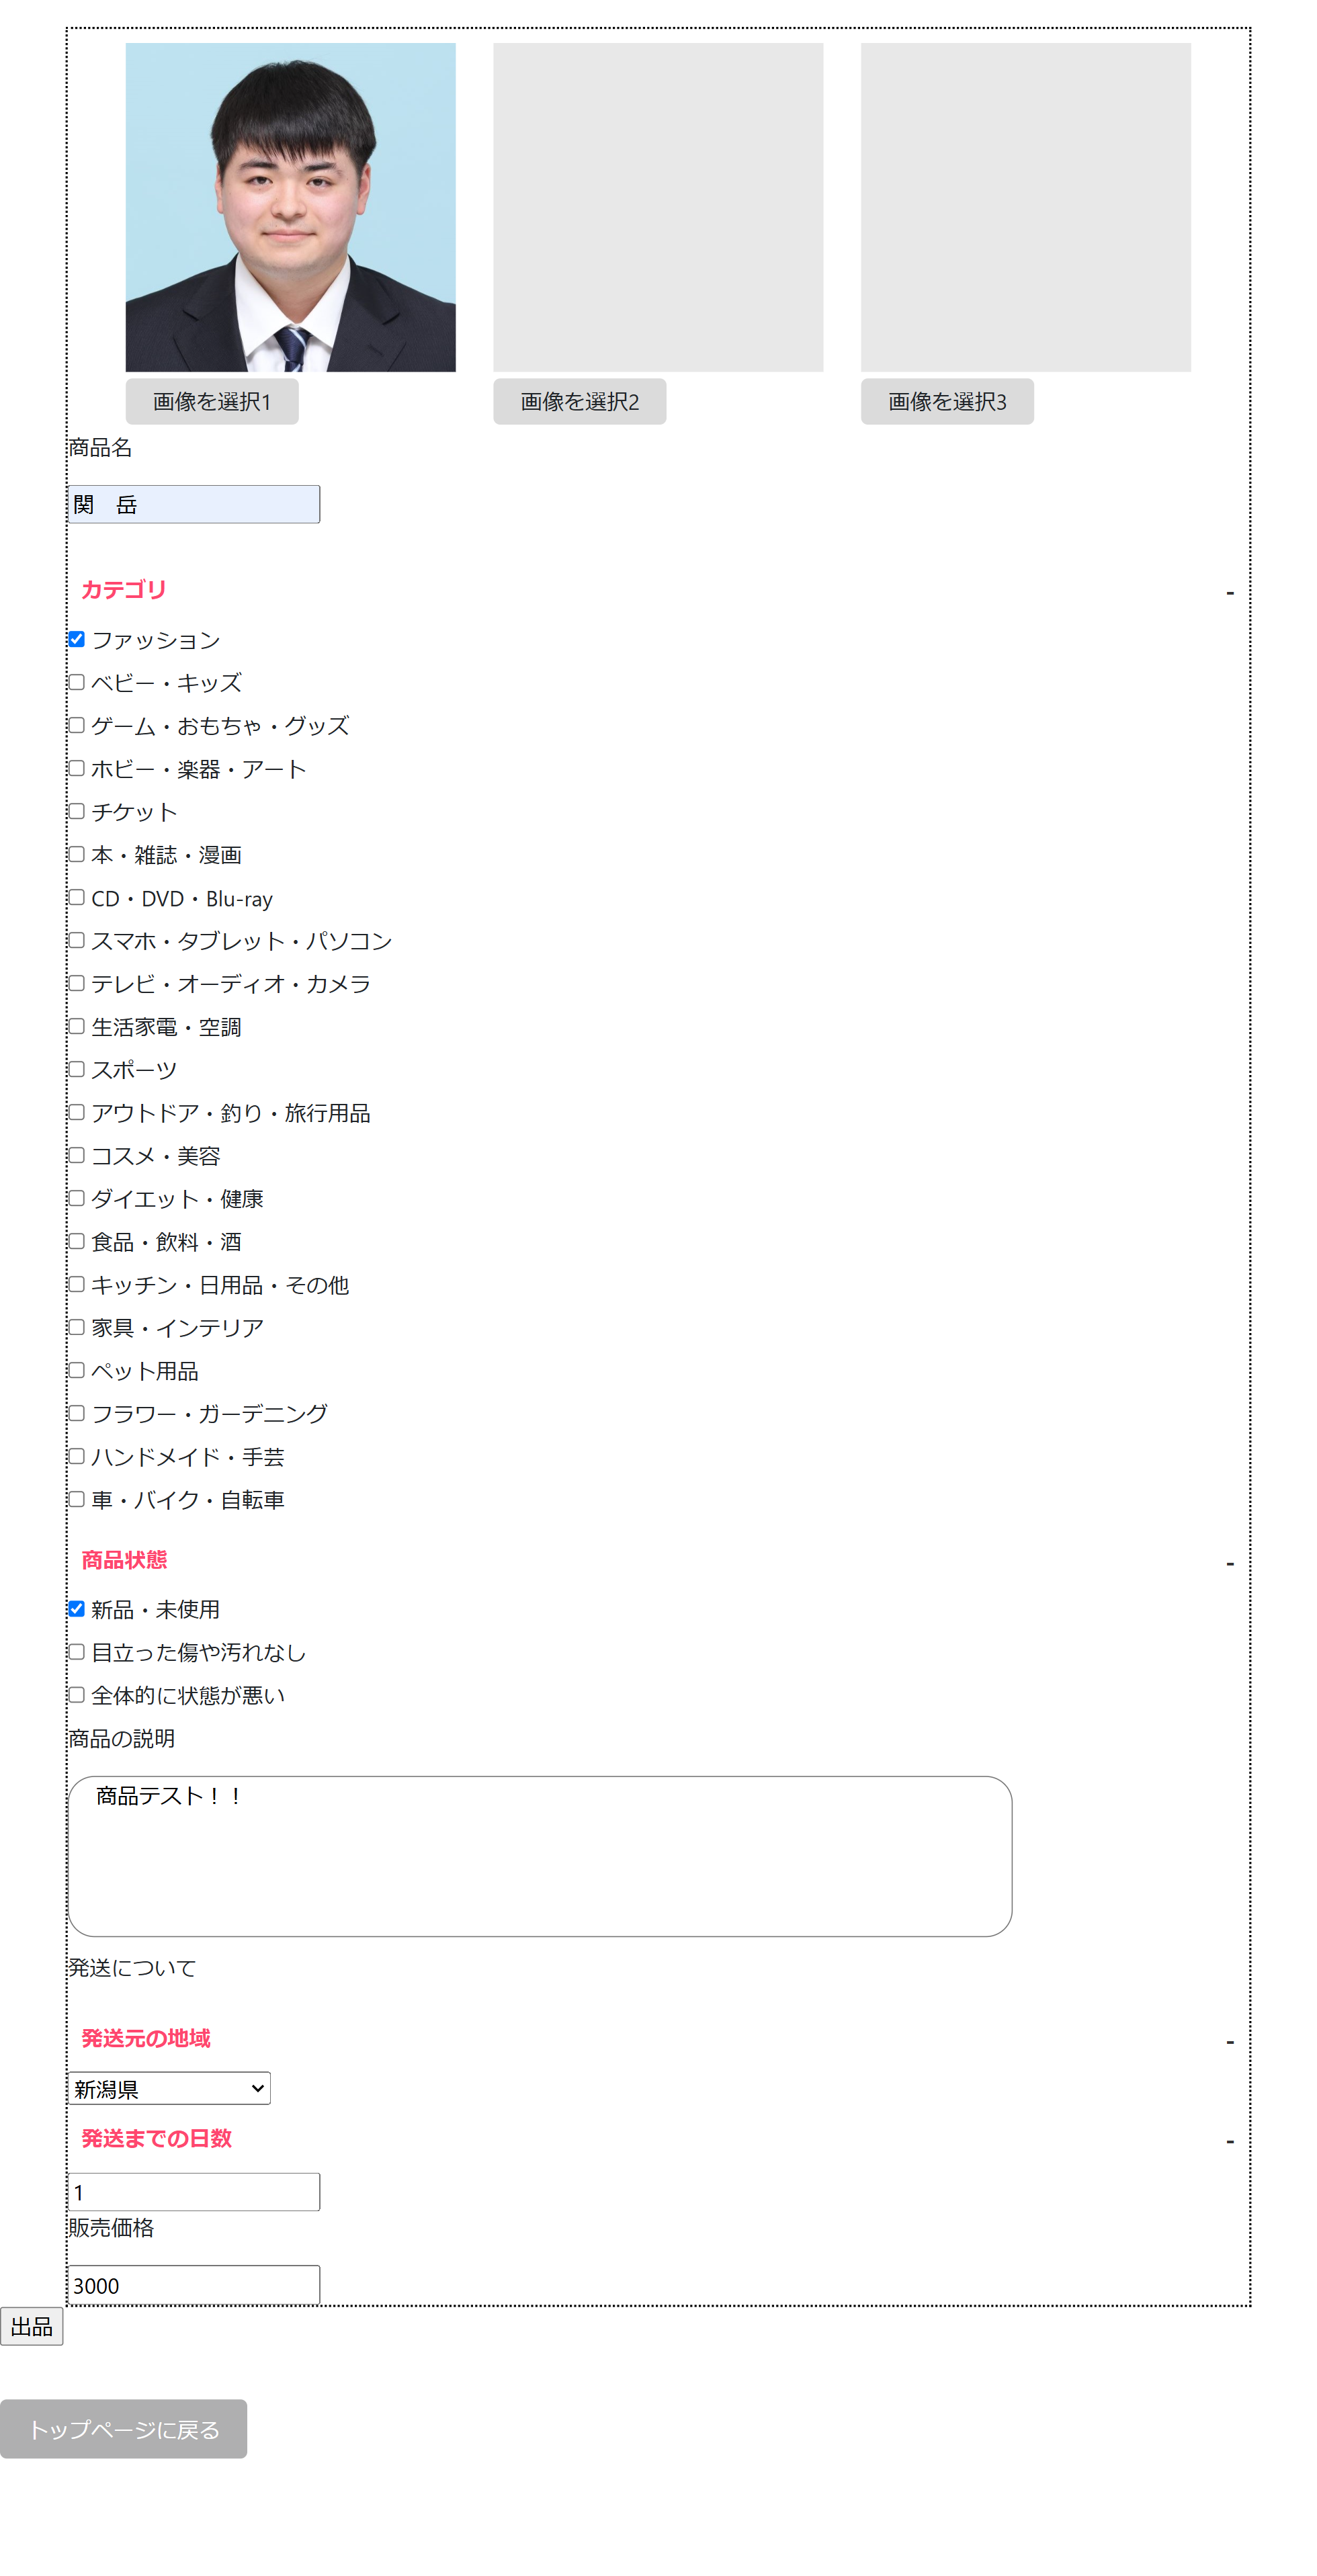 画像を選択1 画像を選択2 画像を選択3
商品名
関　岳
カテゴリ -
ファッション
ベビー・キッズ
ゲーム・おもちゃ・グッズ
ホビー・楽器・アート
チケット
本・雑誌・漫画
CD・DVD・Blu-ray
スマホ・タブレット・パソコン
テレビ・オーディオ・カメラ
生活家電・空調
スポーツ
アウトドア・釣り・旅行用品
コスメ・美容
ダイエット・健康
食品・飲料・酒
キッチン・日用品・その他
家具・インテリア
ペット用品
フラワー・ガーデニング
ハンドメイド・手芸
車・バイク・自転車
商品状態 -
新品・未使用
目立った傷や汚れなし
全体的に状態が悪い
商品の説明
商品テスト！！
発送について
発送元の地域 -
新潟県
発送までの日数 -
1
販売価格
3000
出品
トップページに戻る